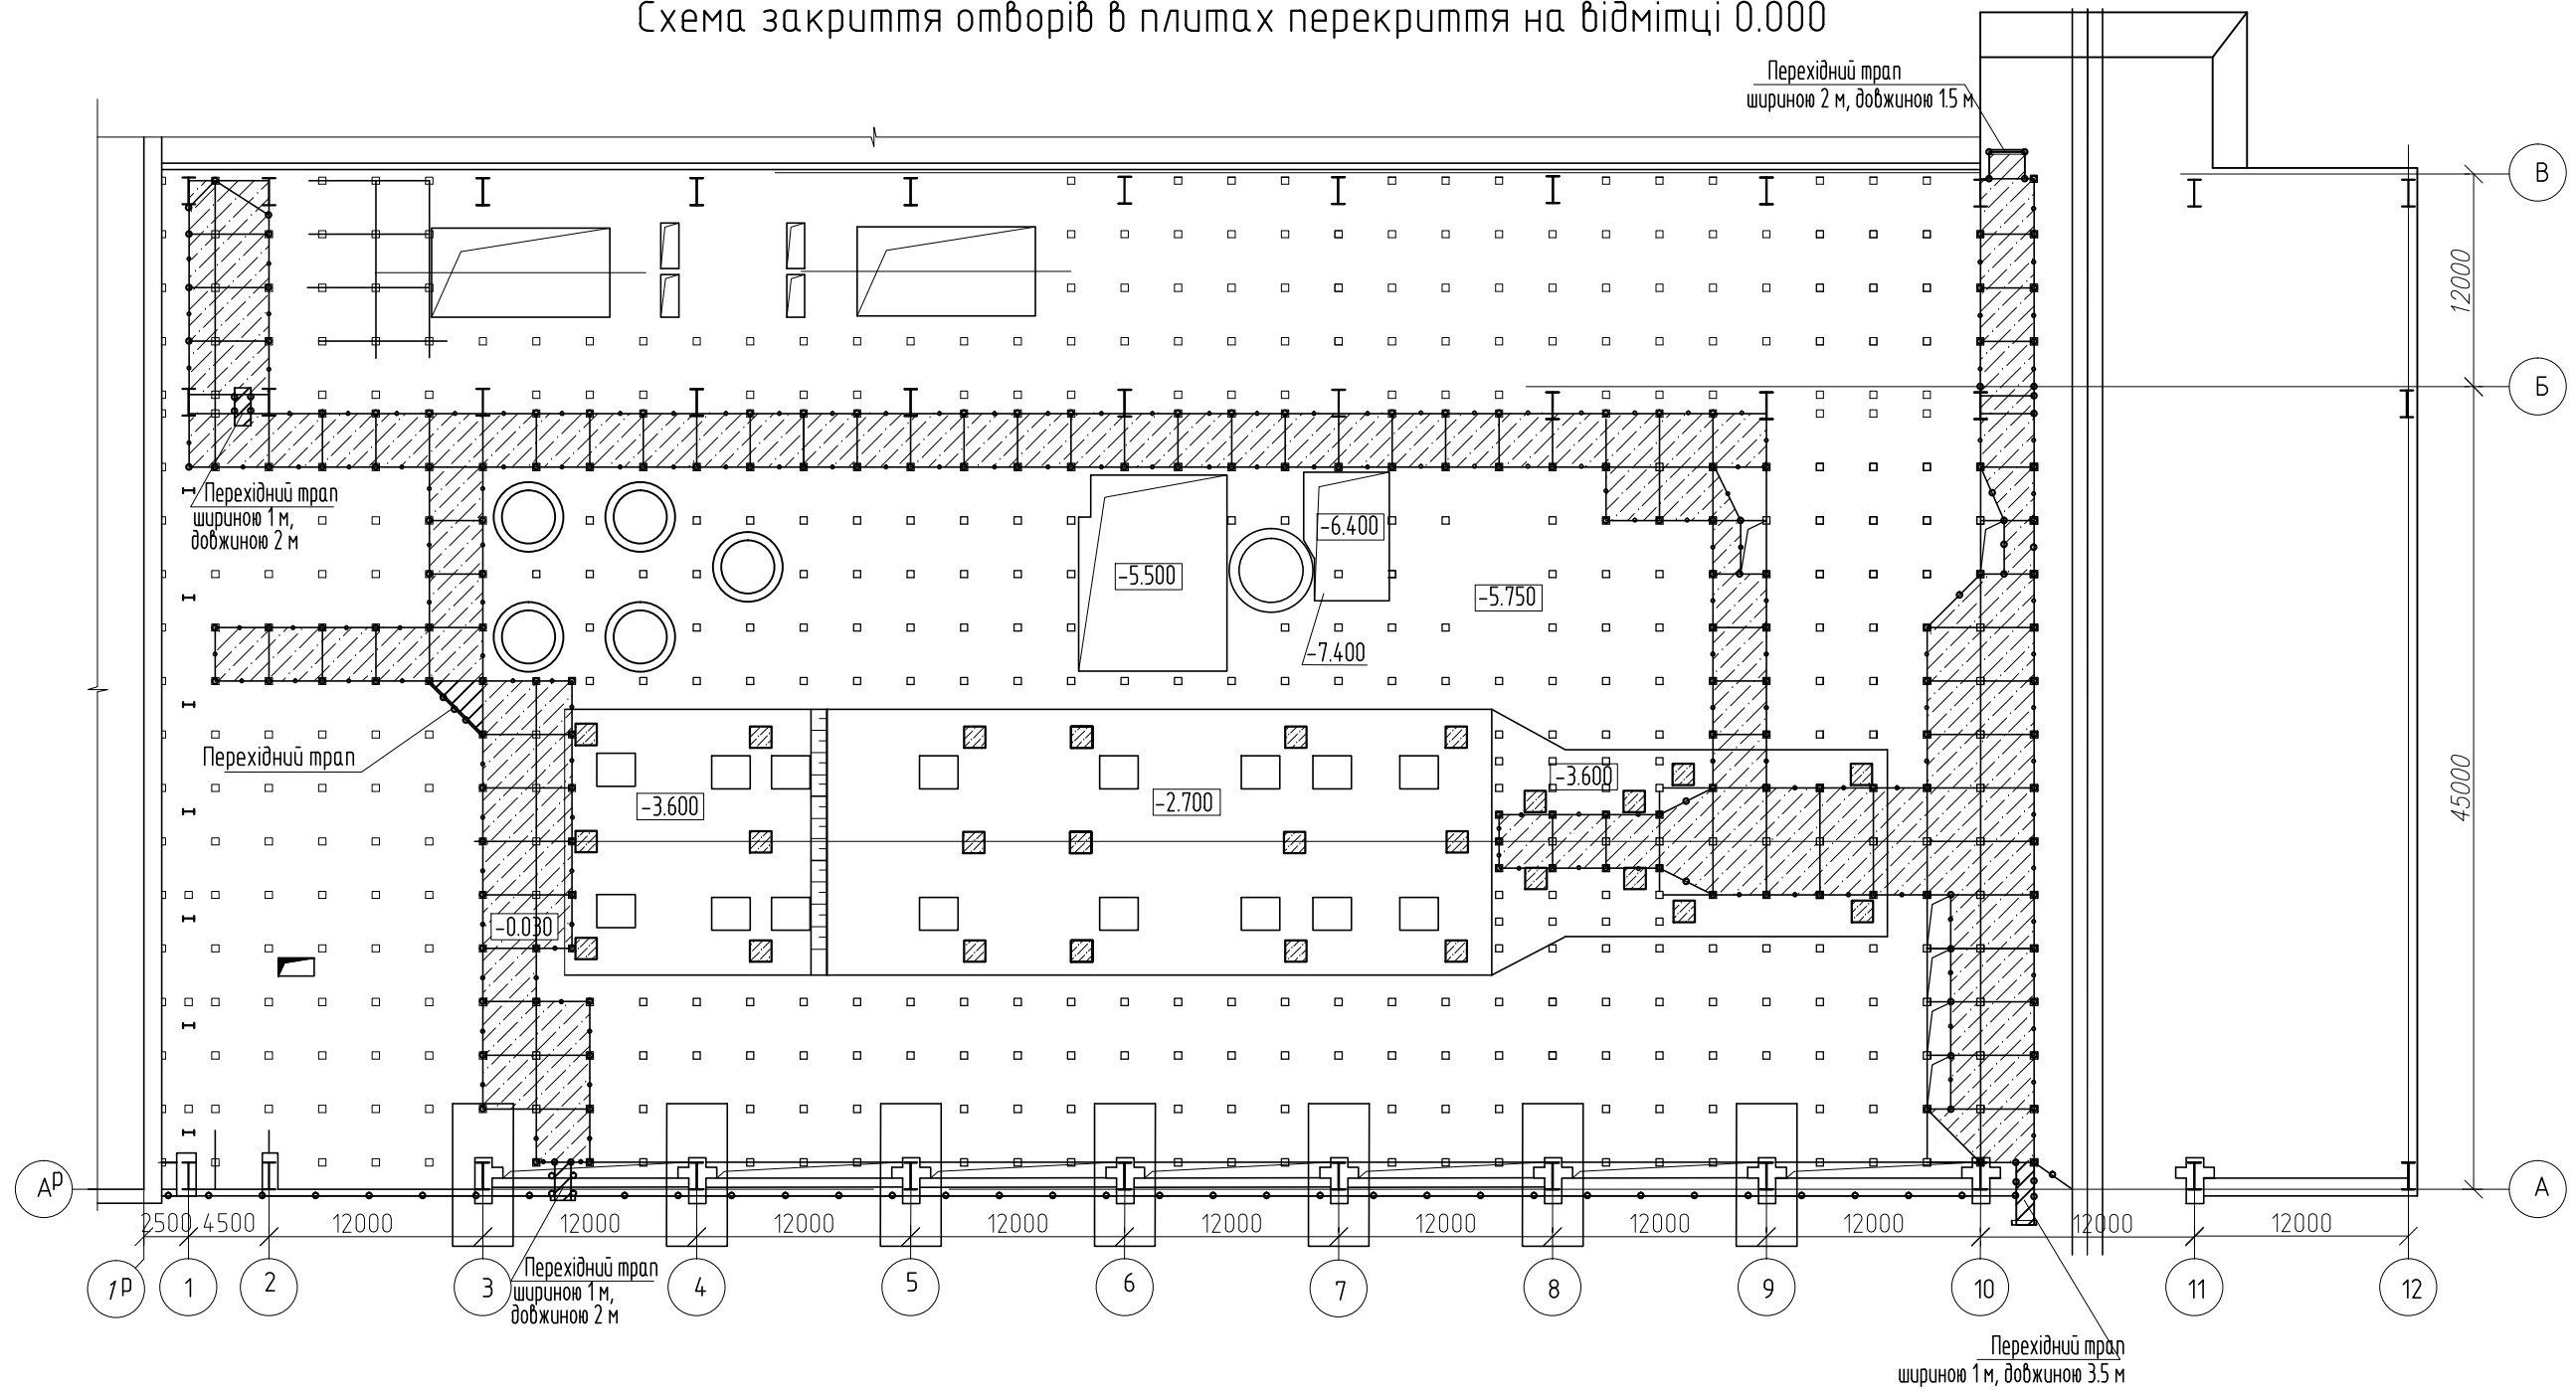 Схема закриття отворів в плитах перекриття на відмітці 0.000
Перехідний трап
шириною 2 м, довжиною 1.5 м
В
12000
Б
Перехідний трап
шириною 1 м,
довжиною 2 м
-6.400
-5.500
-5.750
-7.400
Перехідний трап
-3.600
-2.700
-3.600
45000
-0.030
Ар
А
2500 4500 12000 12000 12000 12000 12000 12000 12000 12000 12000 12000
1р 1 2 3 4 5 6 7 8 9 10 11 12
Перехідний трап
шириною 1 м,
довжиною 2 м
Перехідний трап
шириною 1 м, довжиною 3.5 м